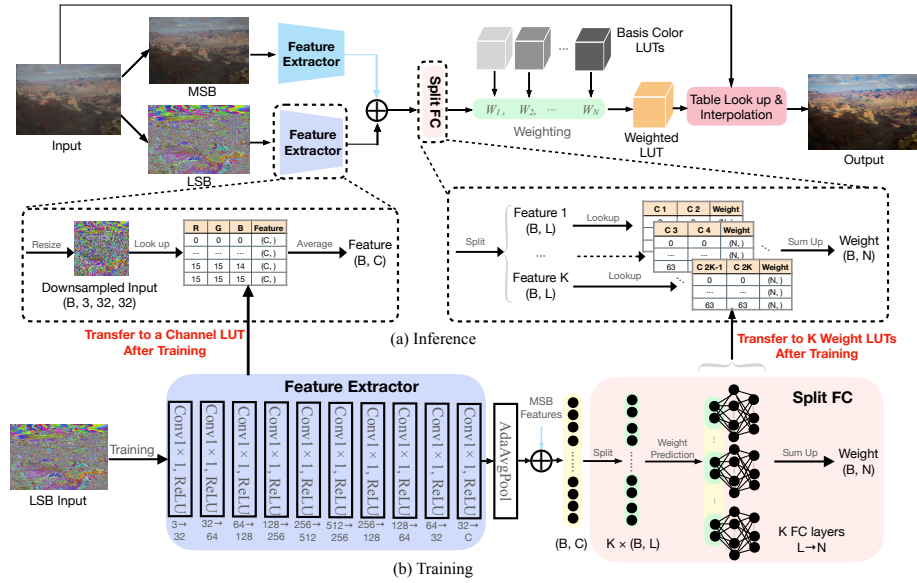 Input
MSB
LSB
Feature
Extractor
Feature
Extractor
Split FC
Basis Color
LUTs
...
W1, W2, ... WN
Weighting
Weighted
LUT
Table Look up &
Interpolation
Output
Resize
Downsampled Input
(B, 3, 32, 32)
Look up
R G B Feature
0 0 0 (C, )
... ... ... (C, )
15 15 14 (C, )
15 15 15 (C, )
Average
Feature
(B, C)
Split
Feature 1
(B, L)
...
Feature K
(B, L)
Lookup
Lookup
C 1 C 2 Weight
C 3 C 4 Weight
0 0 (N, )
... ... (N, )
63
C 2K-1 C 2K Weight
0 0 (N, )
... ... (N, )
63 63 (N, )
Sum Up
Weight
(B, N)
Transfer to a Channel LUT
After Training
(a) Inference
Transfer to K Weight LUTs
After Training
LSB Input
Training
Feature Extractor
Conv1 × 1, ReLU
Conv1 × 1, ReLU
Conv1 × 1, ReLU
Conv1 × 1, ReLU
Conv1 × 1, ReLU
Conv1 × 1, ReLU
Conv1 × 1, ReLU
Conv1 × 1, ReLU
Conv1 × 1, ReLU
Conv1 × 1, ReLU
3→ 32→ 64→ 128→ 256→ 512→ 256→ 128→ 64→ 32→
32 64 128 256 512 256 128 64 32 C
AdaAvgPool
MSB
Features
(B, C)
Split
K × (B, L)
Weight
Prediction
Split FC
Sum Up
Weight
(B, N)
K FC layers
L→N
(b) Training